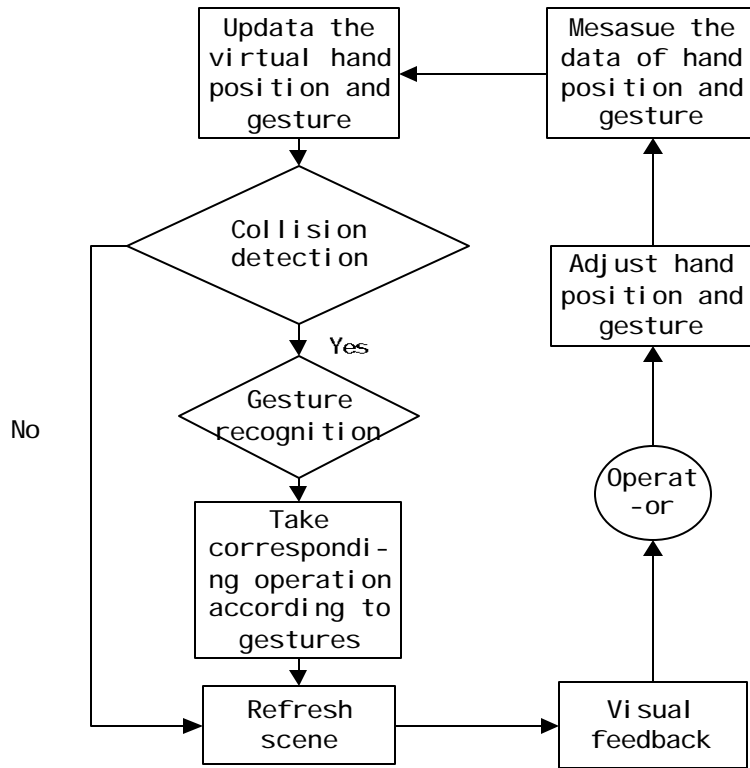 Updata the
virtual hand
position and
gesture
Mesasue the
data of hand
position and
gesture
Collision
detection
Adjust hand
position and
gesture
Yes
Gesture
recognition
No
Operat
-or
Take
correspondi-
ng operation
according to
gestures
Refresh
scene
Visual
feedback